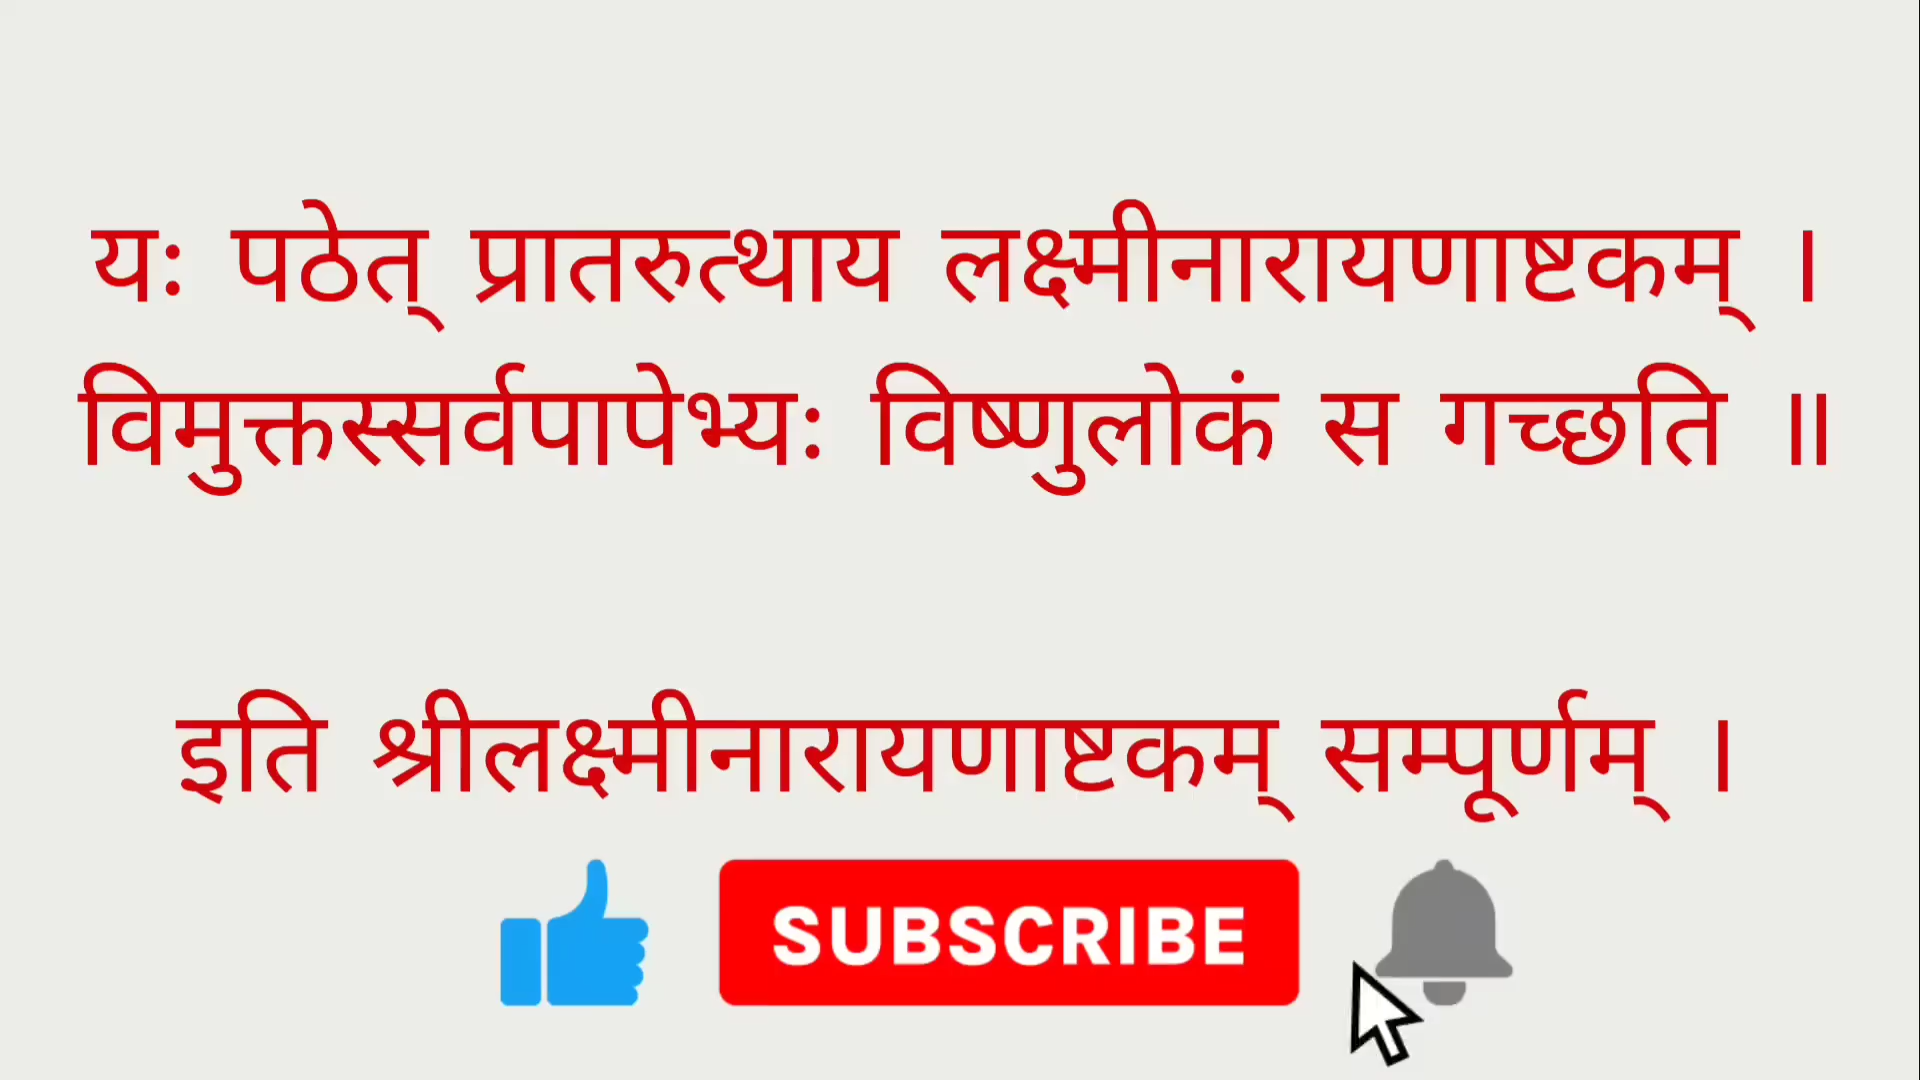 यः पठेत् प्रातरुत्थाय लक्ष्मीनारायणाष्टकम् ।
विमुक्तस्सर्वपापेभ्यः विष्णुलोकं स गच्छति ॥
इति श्रीलक्ष्मीनारायणाष्टकम् सम्पूर्णम् ।
SUBSCRIBE